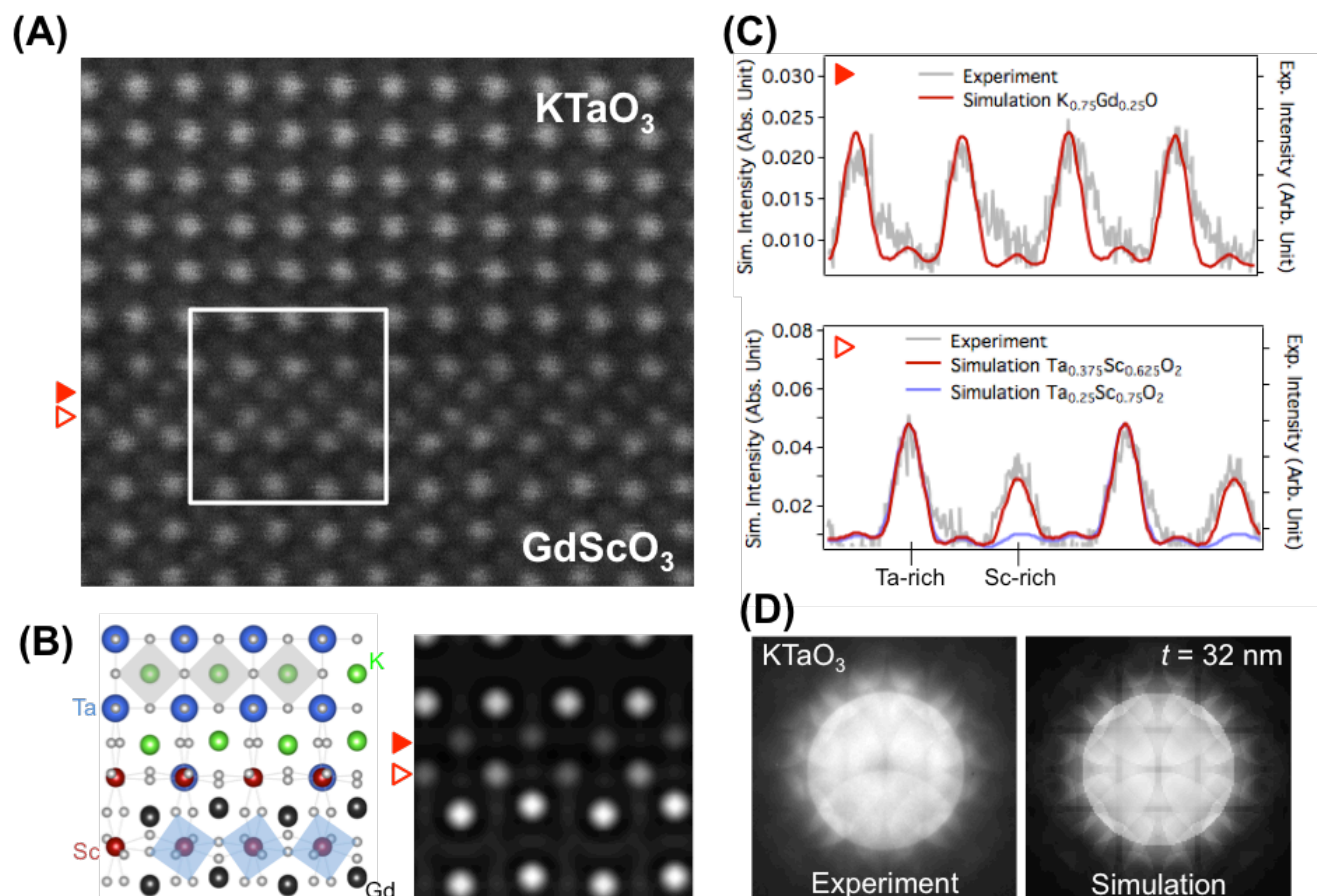 (A)
KTaO3
GdScO3
(B)
K
Ta
Sc
Gd
(C)
Sim. Intensity (Abs. Unit)
0.030
0.025
0.020
0.015
0.010
Experiment
Simulation K0.75Gd0.25O
Exp. Intensity (Arb. Unit)
Sim. Intensity (Abs. Unit)
0.08
0.06
0.04
0.02
Experiment
Simulation Ta0.375Sc0.625O2
Simulation Ta0.25Sc0.75O2
Exp. Intensity (Arb. Unit)
Ta-rich
Sc-rich
(D)
KTaO3
t = 32 nm
Experiment
Simulation